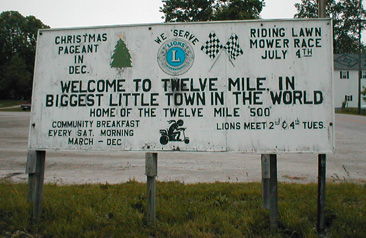 CHRISTMAS
PAGEANT
IN
DEC.
"WE SERVE"
LIONS
L
INTERNATIONAL
RIDING LAWN
MOWER RACE
JULY 4TH
WELCOME TO TWELVE MILE, IN
BIGGEST LITTLE TOWN IN THE WORLD
HOME OF THE TWELVE MILE '500'
COMMUNITY BREAKFAST
EVERY SAT. MORNING
MARCH - DEC
LIONS MEET: 2ND & 4TH TUES.